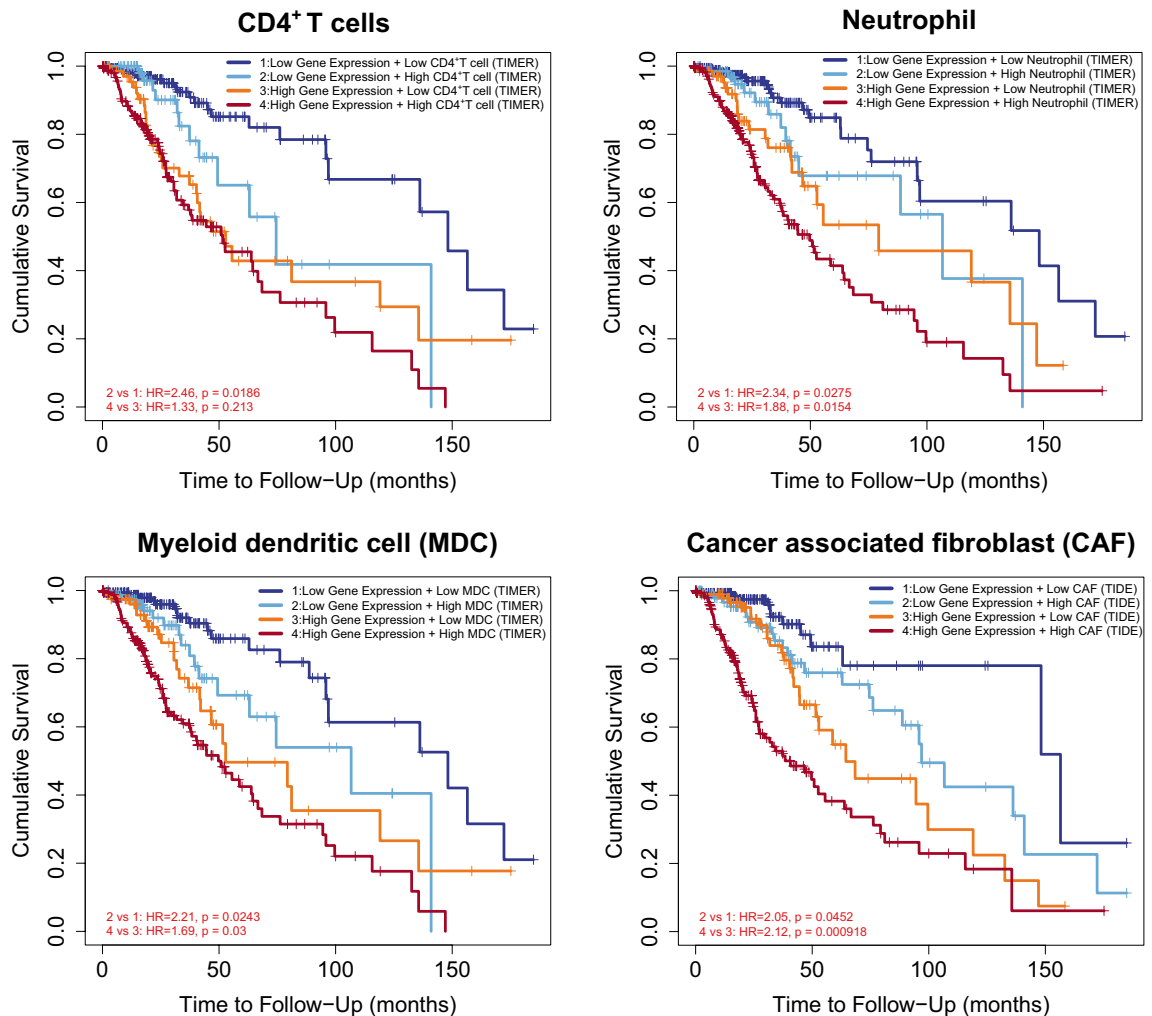 CD4⁺ T cells
1:Low Gene Expression + Low CD4⁺T cell (TIMER)
2:Low Gene Expression + High CD4⁺T cell (TIMER)
3:High Gene Expression + Low CD4⁺T cell (TIMER)
4:High Gene Expression + High CD4⁺T cell (TIMER)
Cumulative Survival
1.0
0.8
0.6
0.4
0.2
0.0
2 vs 1: HR=2.46, p = 0.0186
4 vs 3: HR=1.33, p = 0.213
0 50 100 150
Time to Follow−Up (months)
Neutrophil
1:Low Gene Expression + Low Neutrophil (TIMER)
2:Low Gene Expression + High Neutrophil (TIMER)
3:High Gene Expression + Low Neutrophil (TIMER)
4:High Gene Expression + High Neutrophil (TIMER)
Cumulative Survival
1.0
0.8
0.6
0.4
0.2
0.0
2 vs 1: HR=2.34, p = 0.0275
4 vs 3: HR=1.88, p = 0.0154
0 50 100 150
Time to Follow−Up (months)
Myeloid dendritic cell (MDC)
1:Low Gene Expression + Low MDC (TIMER)
2:Low Gene Expression + High MDC (TIMER)
3:High Gene Expression + Low MDC (TIMER)
4:High Gene Expression + High MDC (TIMER)
Cumulative Survival
1.0
0.8
0.6
0.4
0.2
0.0
2 vs 1: HR=2.21, p = 0.0243
4 vs 3: HR=1.69, p = 0.03
0 50 100 150
Time to Follow−Up (months)
Cancer associated fibroblast (CAF)
1:Low Gene Expression + Low CAF (TIDE)
2:Low Gene Expression + High CAF (TIDE)
3:High Gene Expression + Low CAF (TIDE)
4:High Gene Expression + High CAF (TIDE)
Cumulative Survival
1.0
0.8
0.6
0.4
0.2
0.0
2 vs 1: HR=2.05, p = 0.0452
4 vs 3: HR=2.12, p = 0.000918
0 50 100 150
Time to Follow−Up (months)